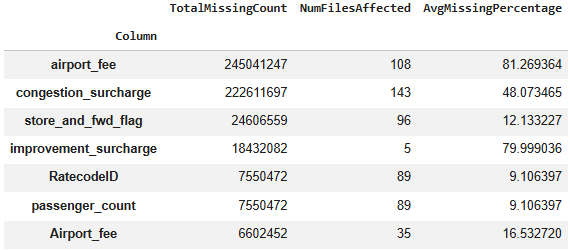 TotalMissingCount NumFilesAffected AvgMissingPercentage
Column
airport_fee 245041247 108 81.269364
congestion_surcharge 222611697 143 48.073465
store_and_fwd_flag 24606559 96 12.133227
improvement_surcharge 18432082 5 79.999036
RatecodeID 7550472 89 9.106397
passenger_count 7550472 89 9.106397
Airport_fee 6602452 35 16.532720